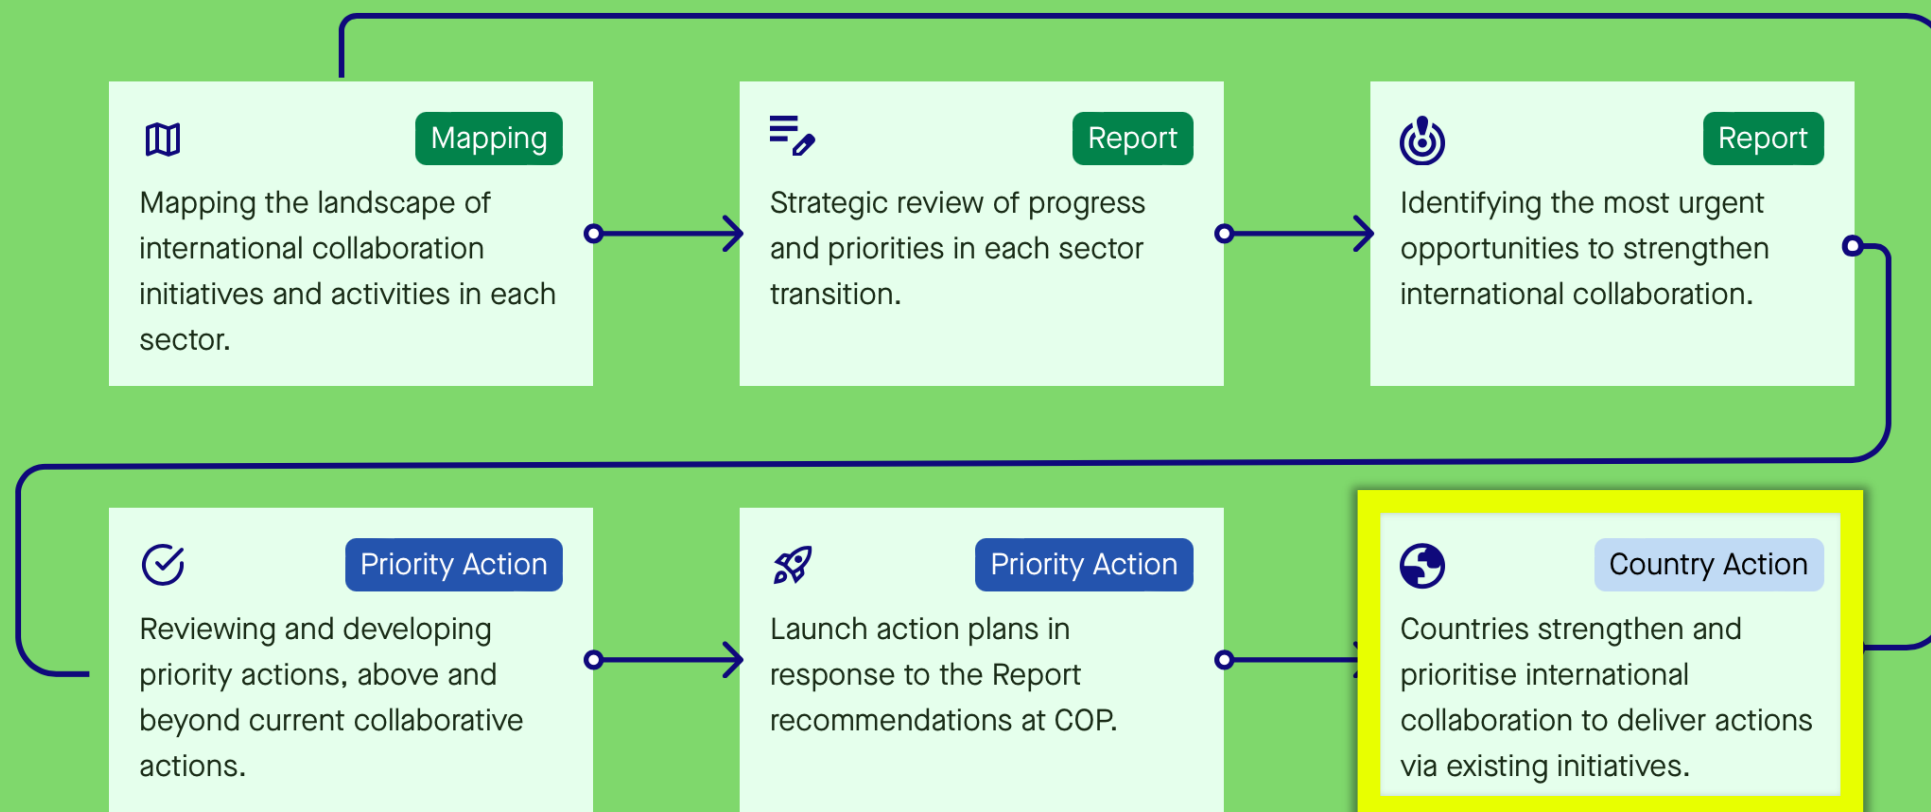 Mapping
Mapping the landscape of
international collaboration
initiatives and activities in each
sector.
Report
Strategic review of progress
and priorities in each sector
transition.
Report
Identifying the most urgent
opportunities to strengthen
international collaboration.
Priority Action
Reviewing and developing
priority actions, above and
beyond current collaborative
actions.
Priority Action
Launch action plans in
response to the Report
recommendations at COP.
Country Action
Countries strengthen and
prioritise international
collaboration to deliver actions
via existing initiatives.